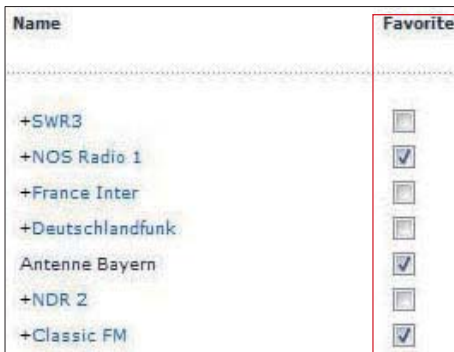 Name Favorite
+SWR3
+NOS Radio 1
+France Inter
+Deutschlandfunk
Antenne Bayern
+NDR 2
+Classic FM